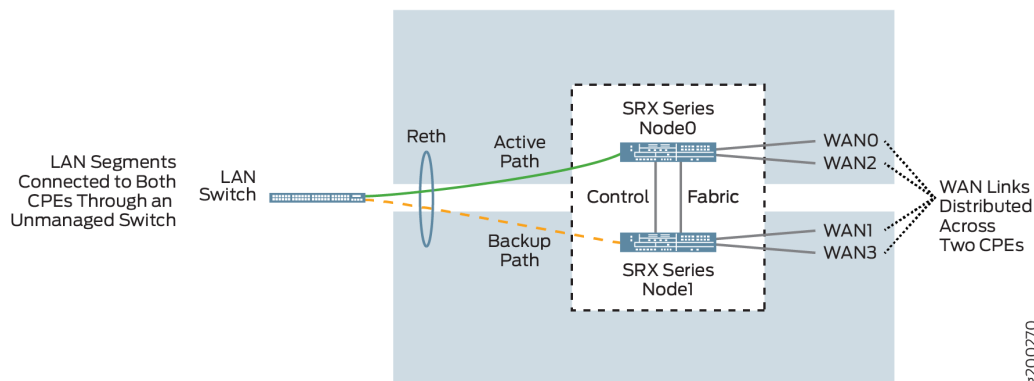 LAN Segments
Connected to Both
CPEs Through an
Unmanaged Switch
LAN
Switch
Reth
Active
Path
Backup
Path
SRX Series
Node0
Control
Fabric
SRX Series
Node1
WAN0
WAN2
WAN1
WAN3
WAN Links
Distributed
Across
Two CPEs
g200270